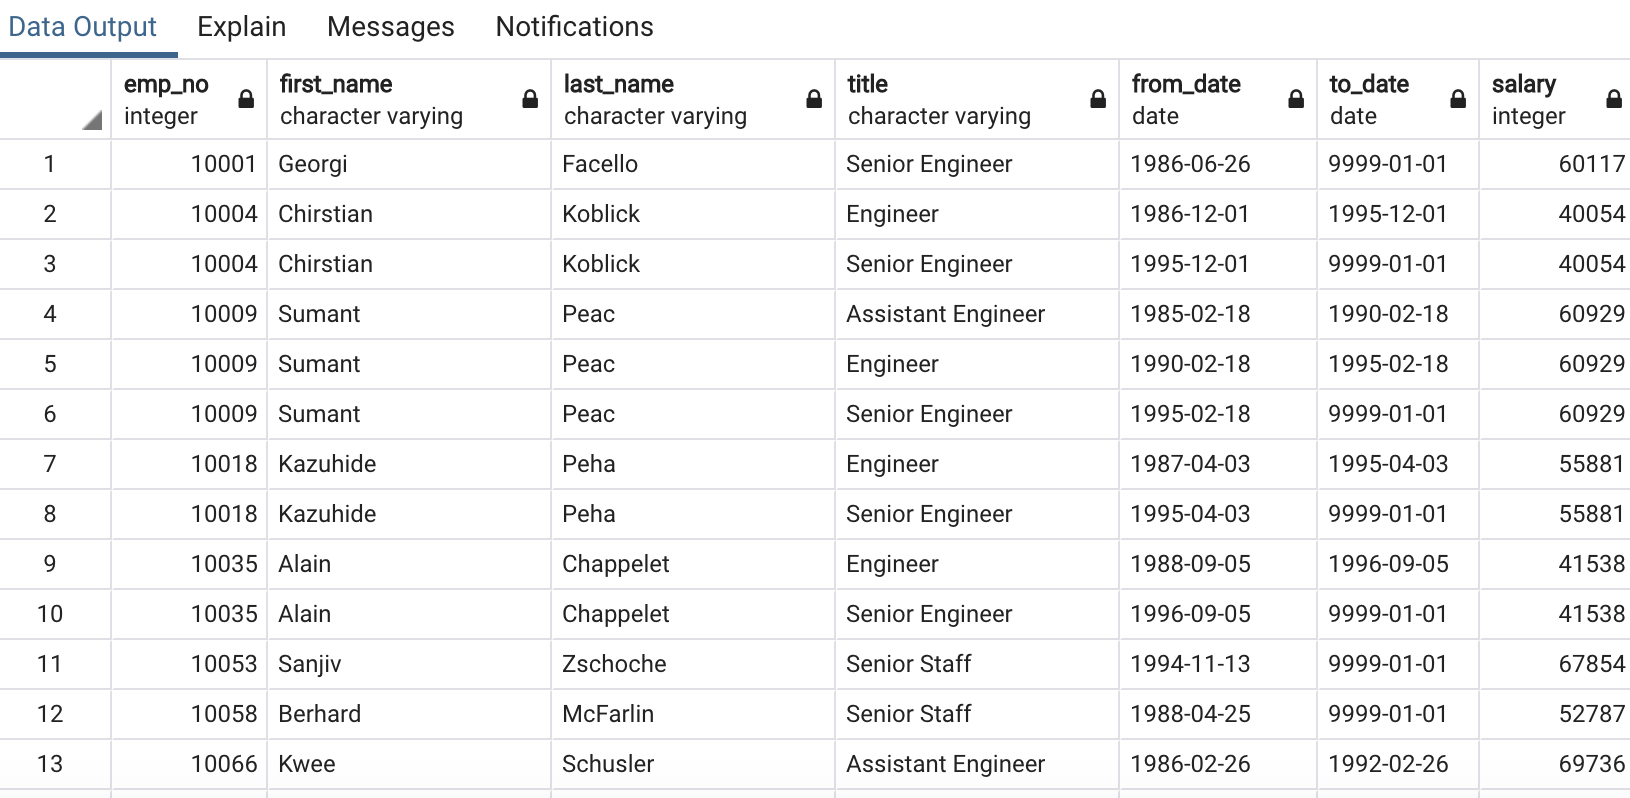 Data Output Explain Messages Notifications
emp_no first_name last_name title from_date to_date salary
integer character varying character varying character varying date date integer
1 10001 Georgi Facello Senior Engineer 1986-06-26 9999-01-01 60117
2 10004 Chirstian Koblick Engineer 1986-12-01 1995-12-01 40054
3 10004 Chirstian Koblick Senior Engineer 1995-12-01 9999-01-01 40054
4 10009 Sumant Peac Assistant Engineer 1985-02-18 1990-02-18 60929
5 10009 Sumant Peac Engineer 1990-02-18 1995-02-18 60929
6 10009 Sumant Peac Senior Engineer 1995-02-18 9999-01-01 60929
7 10018 Kazuhide Peha Engineer 1987-04-03 1995-04-03 55881
8 10018 Kazuhide Peha Senior Engineer 1995-04-03 9999-01-01 55881
9 10035 Alain Chappelet Engineer 1988-09-05 1996-09-05 41538
10 10035 Alain Chappelet Senior Engineer 1996-09-05 9999-01-01 41538
11 10053 Sanjiv Zschoche Senior Staff 1994-11-13 9999-01-01 67854
12 10058 Berhard McFarlin Senior Staff 1988-04-25 9999-01-01 52787
13 10066 Kwee Schusler Assistant Engineer 1986-02-26 1992-02-26 69736